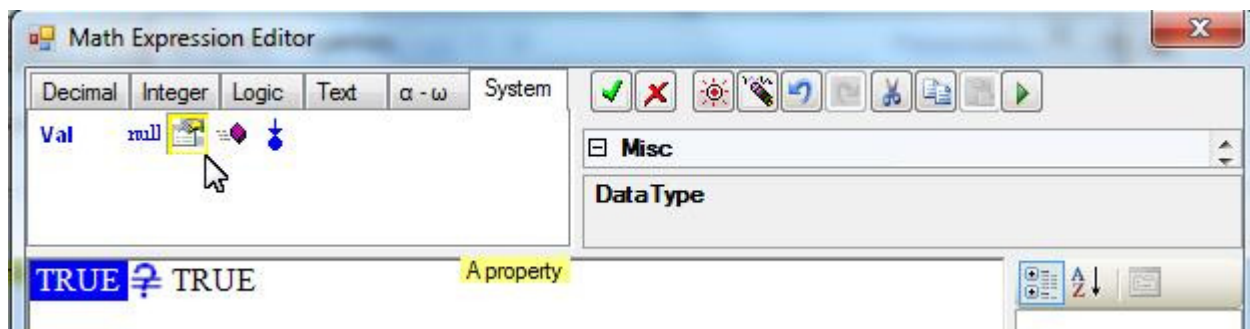 Math Expression Editor
Decimal Integer Logic Text α - ω System
Val null
Misc
DataType
A property
TRUE TRUE